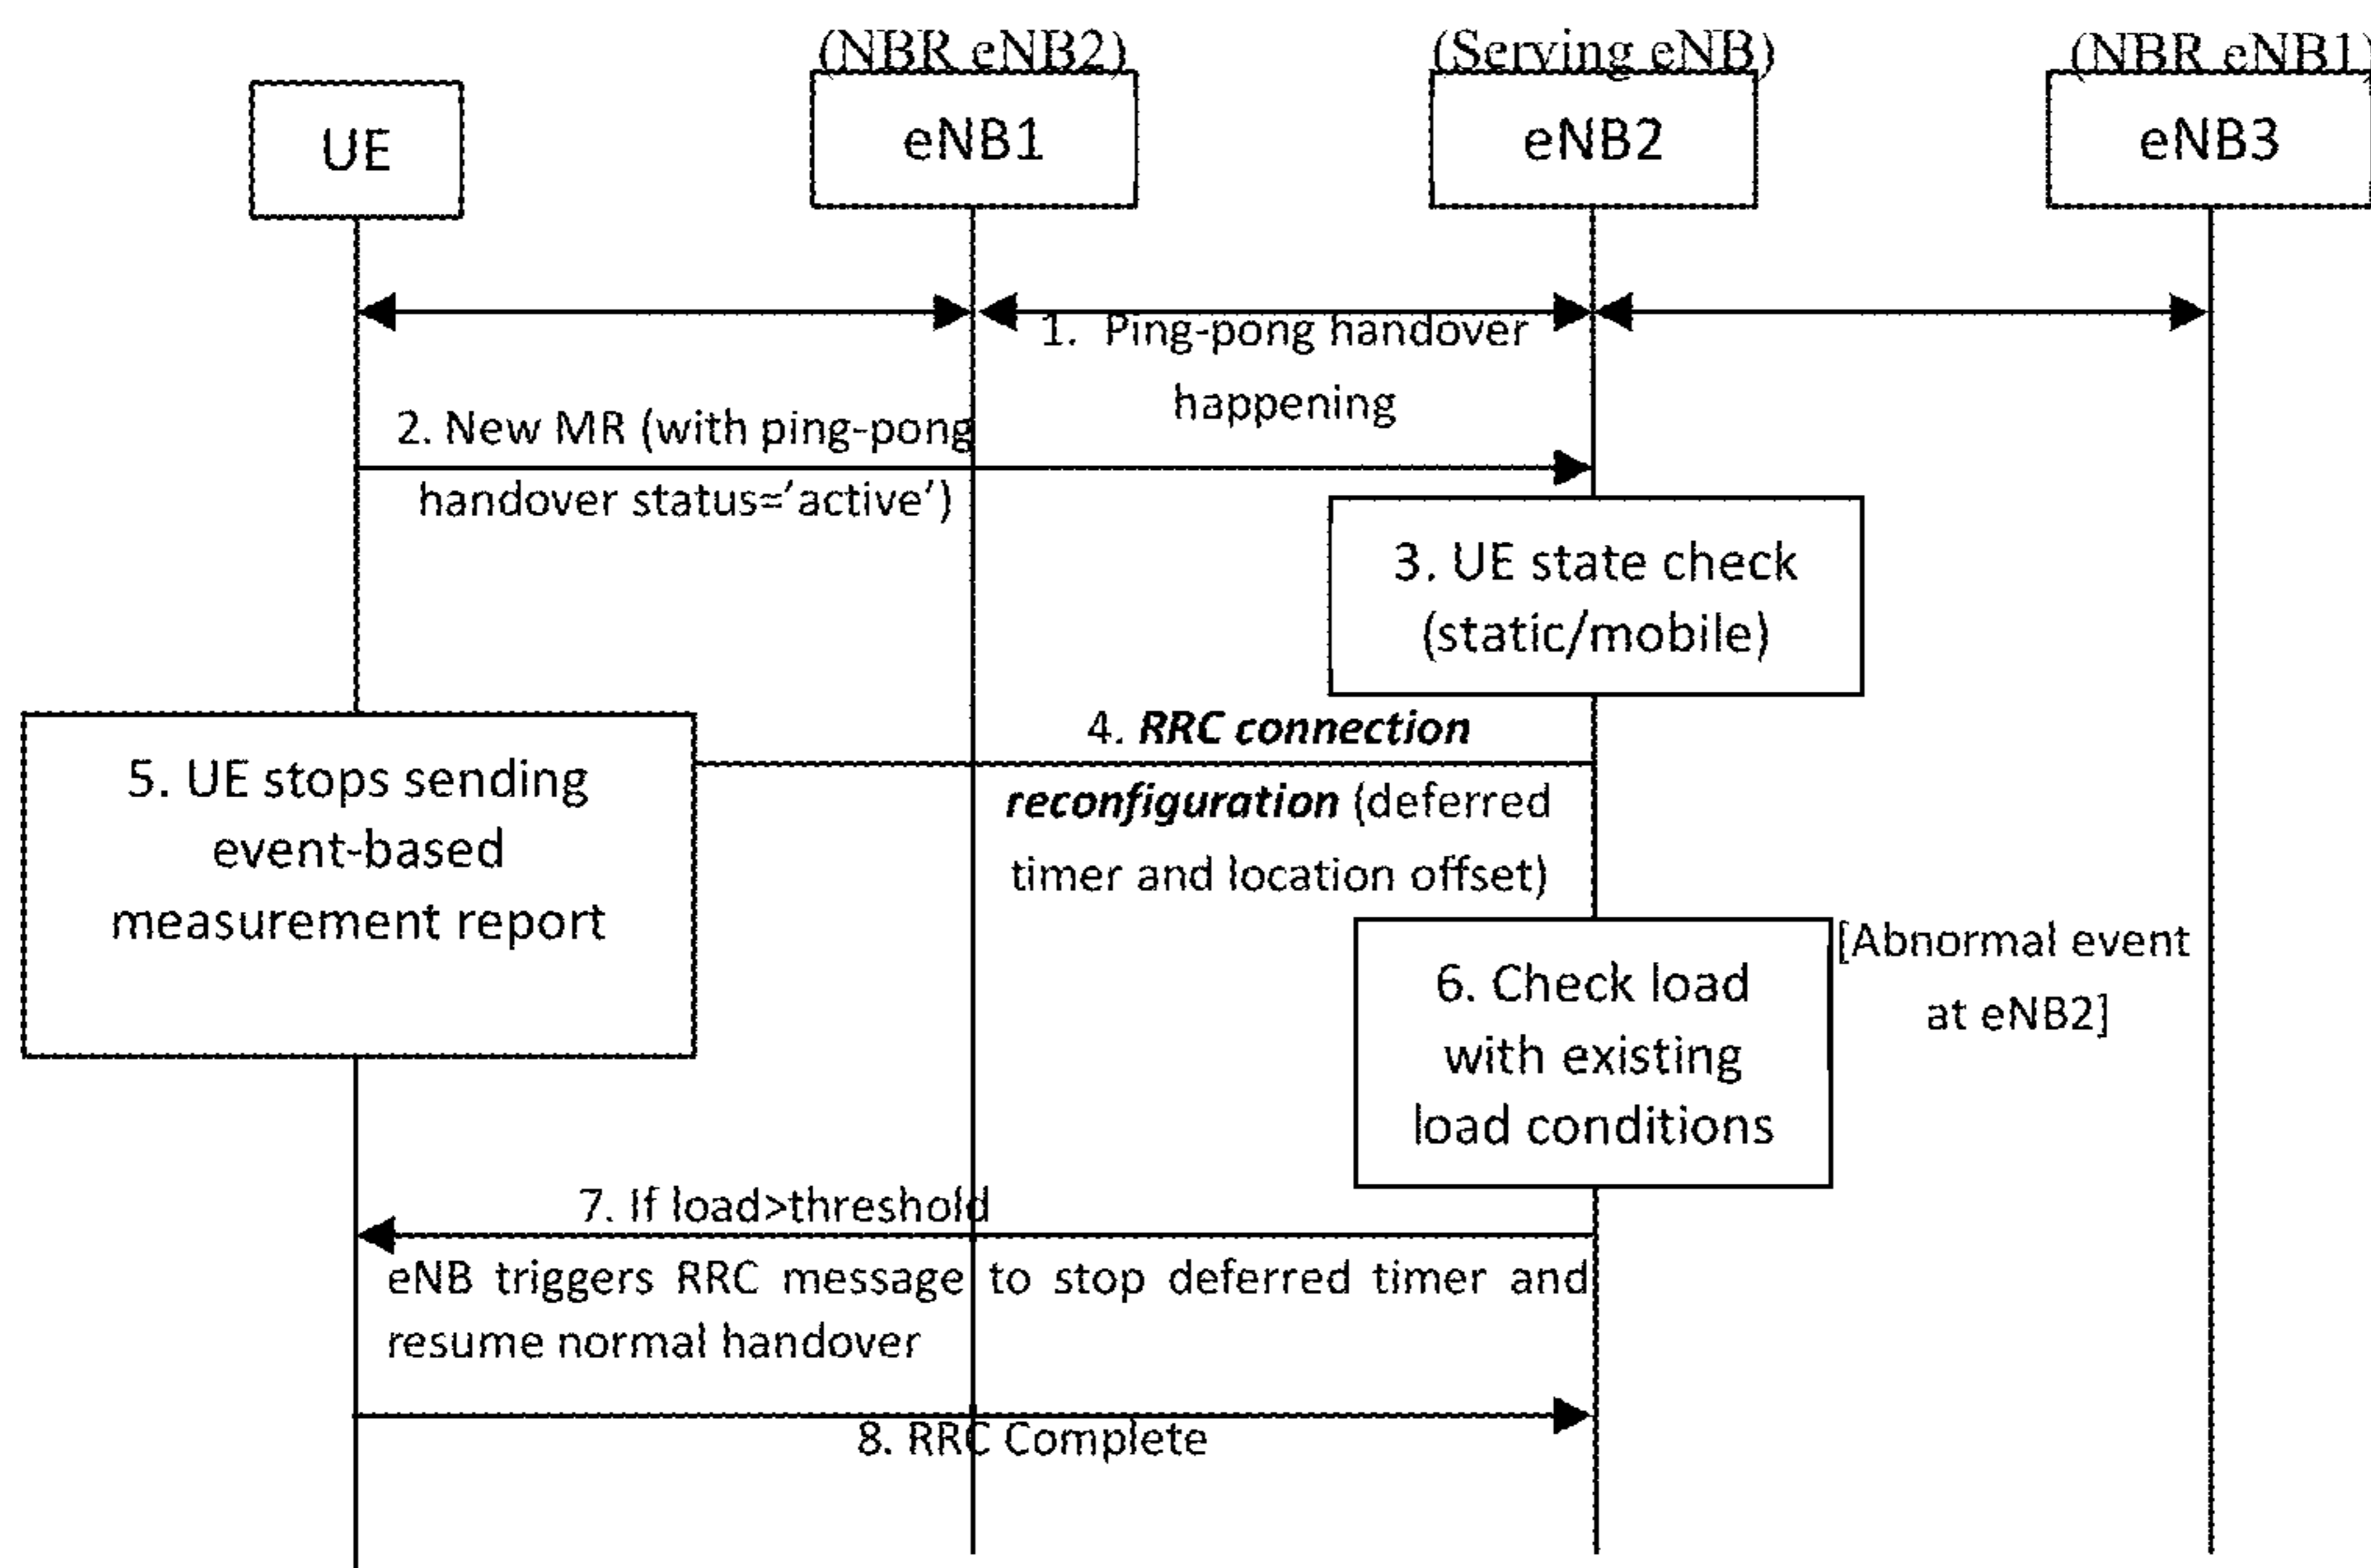 (NBR eNB2)
(Serving eNB)
(NBR eNB1)
UE
eNB1
eNB2
eNB3
1. Ping-pong handover
happening
2. New MR (with ping-pong
handover status='active')
3. UE state check
(static/mobile)
4. RRC connection
reconfiguration (deferred
timer and location offset)
5. UE stops sending
event-based
measurement report
6. Check load
with existing
load conditions
[Abnormal event
at eNB2]
7. If load>threshold
eNB triggers RRC message to stop deferred timer and
resume normal handover
8. RRC Complete